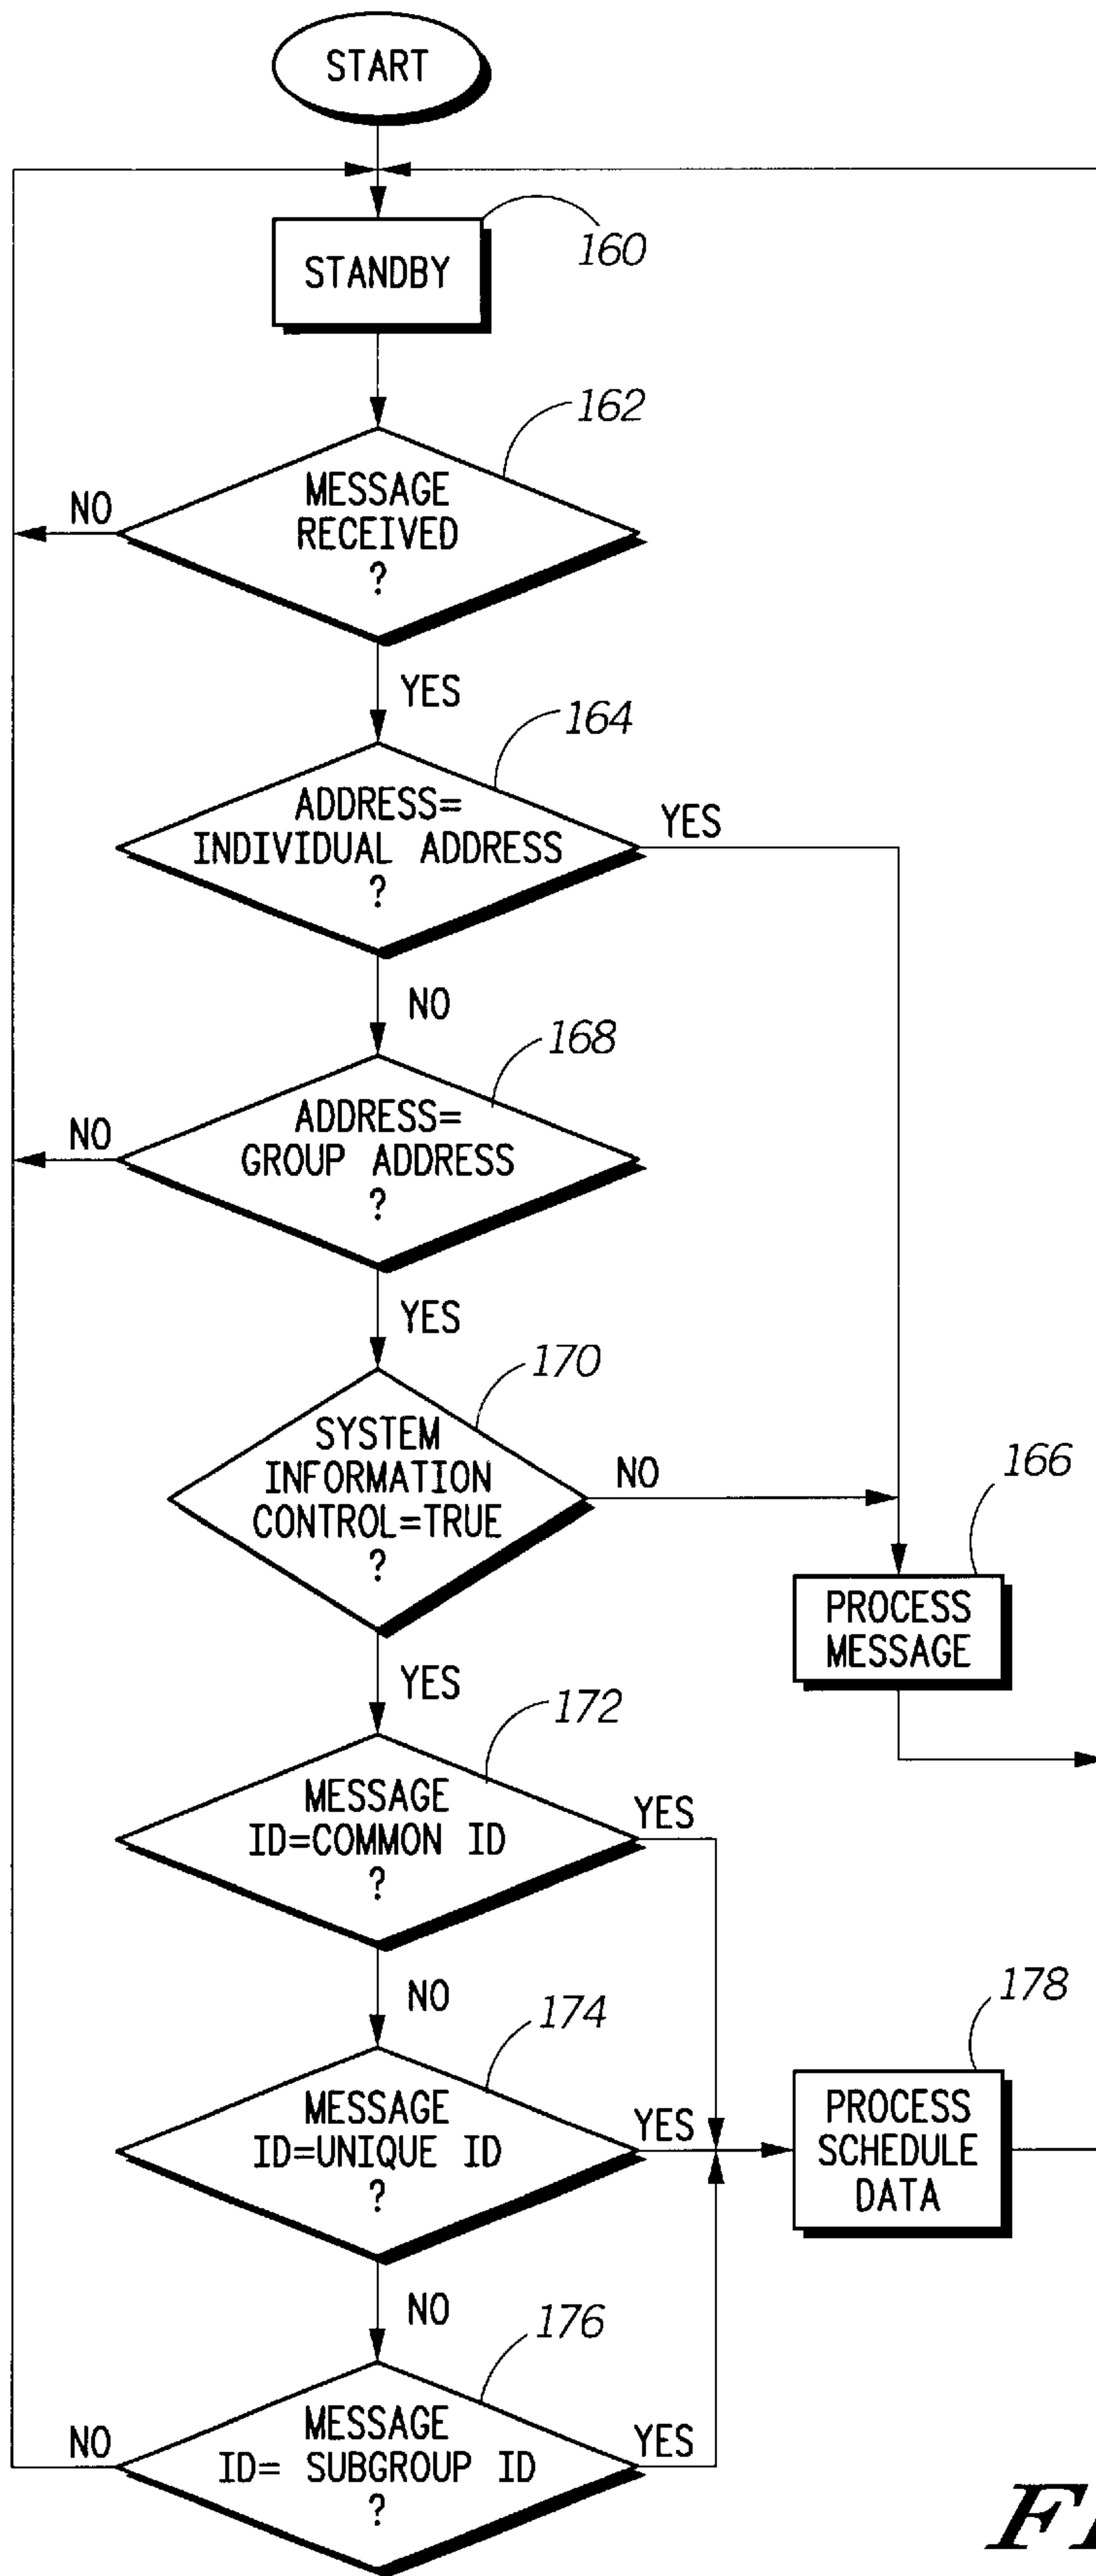 START
STANDBY
160
162
MESSAGE
RECEIVED
?
NO
YES
164
ADDRESS=
INDIVIDUAL ADDRESS
?
YES
NO
168
ADDRESS=
GROUP ADDRESS
?
NO
YES
170
SYSTEM
INFORMATION
CONTROL=TRUE
?
NO
166
PROCESS
MESSAGE
YES
172
MESSAGE
ID=COMMON ID
?
YES
NO
174
178
MESSAGE
ID=UNIQUE ID
?
YES
PROCESS
SCHEDULE
DATA
NO
176
MESSAGE
ID= SUBGROUP ID
?
NO
YES